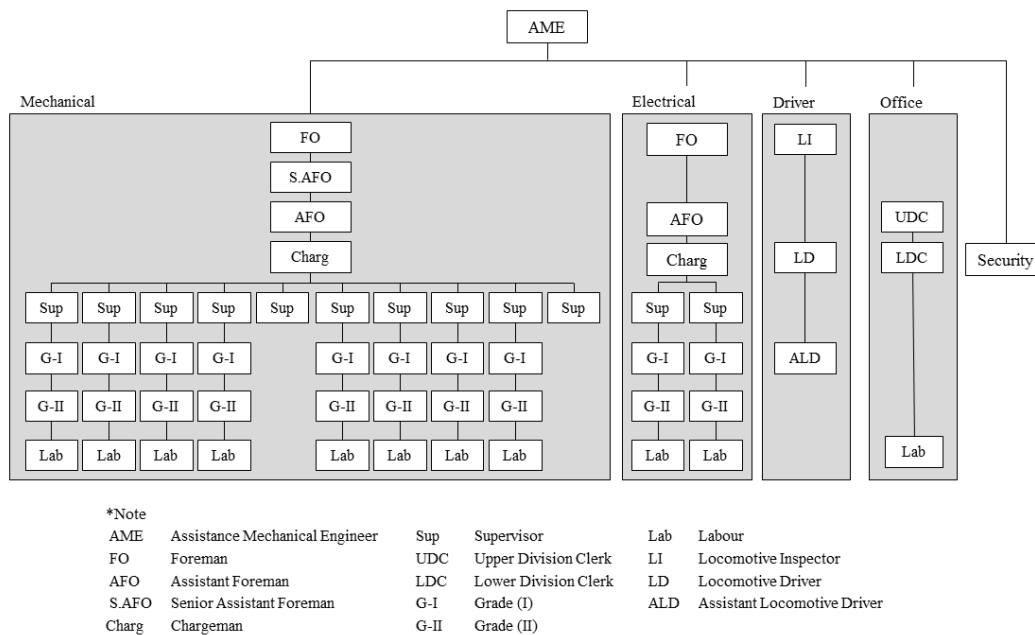 AME
Mechanical Electrical Driver Office
FO FO LI
S.AFO
AFO AFO UDC
Charg Charg LD LDC Security
Sup Sup Sup Sup Sup Sup Sup Sup Sup Sup Sup Sup
G-I G-I G-I G-I G-I G-I G-I G-I G-I G-I ALD
G-II G-II G-II G-II G-II G-II G-II G-II G-II G-II
Lab Lab Lab Lab Lab Lab Lab Lab Lab Lab Lab
*Note
AME Assistance Mechanical Engineer Sup Supervisor Lab Labour
FO Foreman UDC Upper Division Clerk LI Locomotive Inspector
AFO Assistant Foreman LDC Lower Division Clerk LD Locomotive Driver
S.AFO Senior Assistant Foreman G-I Grade (I) ALD Assistant Locomotive Driver
Charg Chargeman G-II Grade (II)